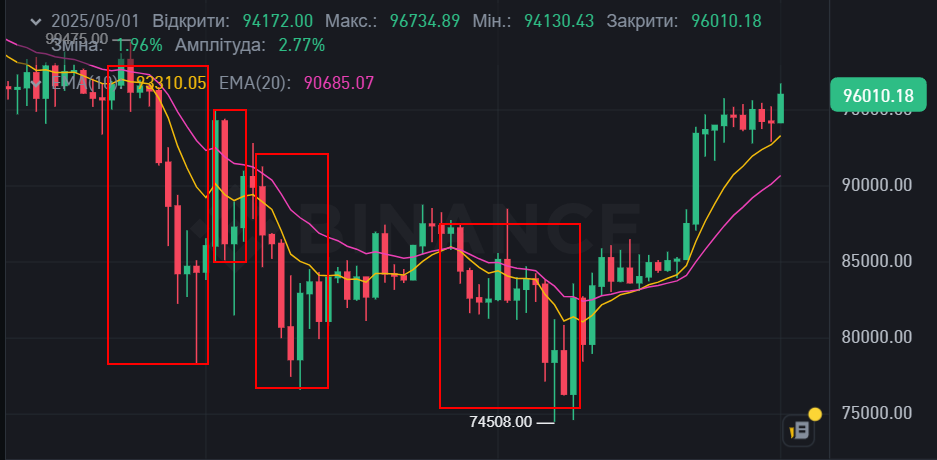 2025/05/01 Відкрити: 94172.00 Макс.: 96734.89 Мін.: 94130.43 Закрити: 96010.18
99475.00
Зміна: 1.96% Амплітуда: 2.77%
EMA(10) 93310.05 EMA(20): 90685.07
96010.18
95000.00
90000.00
BINANCE
85000.00
80000.00
75000.00
74508.00